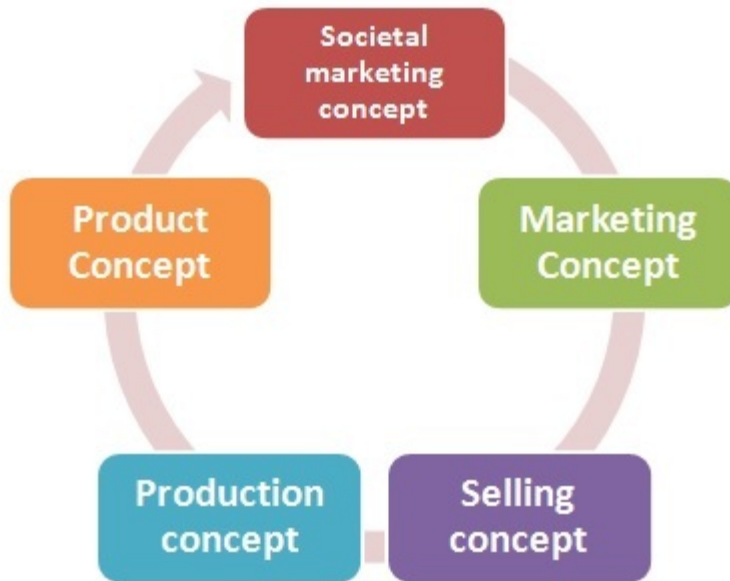 Societal
marketing
concept
Marketing
Concept
Selling
concept
Production
concept
Product
Concept